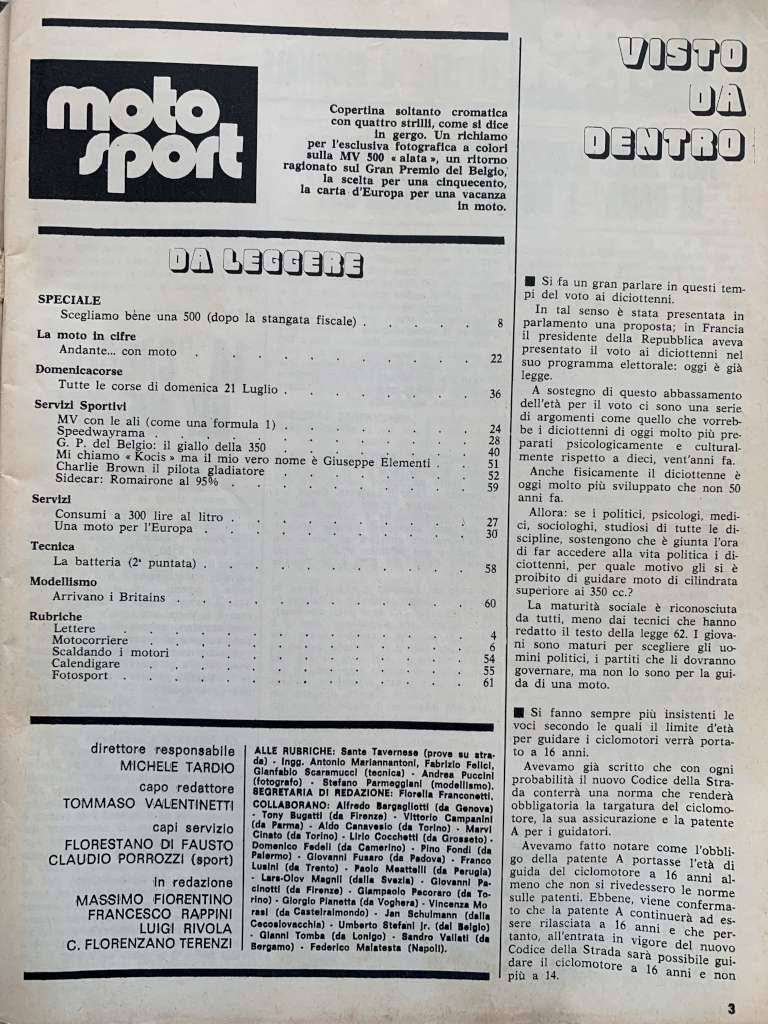 moto
sport
Copertina soltanto cromatica
con quattro strilli, come si dice
in gergo. Un richiamo
per l'esclusiva fotografica a colori
sulla MV 500 « alata », un ritorno
ragionato sul Gran Premio del Belgio,
la scelta per una cinquecento,
la carta d'Europa per una vacanza
in moto.
DA LEGGERE
SPECIALE
Scegliamo bène una 500 (dopo la stangata fiscale) . . . . 8
La moto in cifre
Andante... con moto . . . . . . . . . . . 22
Domenicacorse
Tutte le corse di domenica 21 Luglio . . . . . . . . 36
Servizi Sportivi
MV con le ali (come una formula 1) . . . . . . . . 24
Speedwayrama . . . . . . . . . . . . 28
G. P. del Belgio: il giallo della 350 . . . . . . . . 40
Mi chiamo « Kocis » ma il mio vero nome è Giuseppe Elementi . . 51
Charlie Brown il pilota gladiatore . . . . . . . . 52
Sidecar: Romairone al 95% . . . . . . . . . . 59
Servizi
Consumi a 300 lire al litro . . . . . . . . . . 27
Una moto per l'Europa . . . . . . . . . . . 30
Tecnica
La batteria (2ª puntata) . . . . . . . . . . . 58
Modellismo
Arrivano i Britains . . . . . . . . . . . . 60
Rubriche
Lettere . . . . . . . . . . . . . 4
Motocorriere . . . . . . . . . . . . . 6
Scaldando i motori . . . . . . . . . . . . 54
Calendigare . . . . . . . . . . . . . 55
Fotosport . . . . . . . . . . . . . . 61
direttore responsabile
MICHELE TARDIO
capo redattore
TOMMASO VALENTINETTI
capi servizio
FLORESTANO DI FAUSTO
CLAUDIO PORROZZI (sport)
in redazione
MASSIMO FIORENTINO
FRANCESCO RAPPINI
LUIGI RIVOLA
C. FLORENZANO TERENZI
ALLE RUBRICHE: Sante Tavernese (prove su stra-
da) - Ing. Antonio Mariannantoni, Fabrizio Felici,
Gianfabio Scaramucci (tecnica) - Andrea Puccini
(fotografo) - Stefano Parmeggiani (modellismo).
SEGRETARIA DI REDAZIONE: Fiorella Franconetti.
COLLABORANO: Alfredo Bargagliotti (da Genova)
- Tony Bugatti (da Firenze) - Vittorio Campanini
(da Parma) - Aldo Canavesio (da Torino) - Marvi
Cinato (da Torino) - Lirio Cocchetti (da Grosseto) -
Domenico Fedeli (da Camerino) - Pino Fondi (da
Palermo) - Giovanni Fusaro (da Padova) - Franco
Lusini (da Trento) - Paolo Meattelli (da Perugia)
- Lars-Olov Magnil (dalla Svezia) - Giovanni Pa-
cinotti (da Firenze) - Giampaolo Pecoraro (da To-
rino) - Giorgio Pianetta (da Voghera) - Vincenza Mo
rasi (da Castelraimondo) - Jan Schulmann (dalla
Cecoslovacchia) - Umberto Stefani jr. (dal Belgio)
- Gianni Tomba (da Lonigo) - Sandro Vailati (da
Bergamo) - Federico Malatesta (Napoli).
VISTO
DA
DENTRO
■ Si fa un gran parlare in questi tem-
pi del voto ai diciottenni.
In tal senso è stata presentata in
parlamento una proposta; in Francia
il presidente della Repubblica aveva
presentato il voto ai diciottenni nel
suo programma elettorale: oggi è già
legge.
A sostegno di questo abbassamento
dell'età per il voto ci sono una serie
di argomenti come quello che vorreb-
be i diciottenni di oggi molto più pre-
parati psicologicamente e cultural-
mente rispetto a dieci, vent'anni fa.
Anche fisicamente il diciottenne è
oggi molto più sviluppato che non 50
anni fa.
Allora: se i politici, psicologi, medi-
ci, sociologhi, studiosi di tutte le di-
scipline, sostengono che è giunta l'ora
di far accedere alla vita politica i di-
ciottenni, per quale motivo gli si è
proibito di guidare moto di cilindrata
superiore ai 350 cc.?
La maturità sociale è riconosciuta
da tutti, meno dai tecnici che hanno
redatto il testo della legge 62. I giova-
ni sono maturi per scegliere gli uo-
mini politici, i partiti che li dovranno
governare, ma non lo sono per la gui-
da di una moto.
■ Si fanno sempre più insistenti le
voci secondo le quali il limite d'età
per guidare i ciclomotori verrà porta-
to a 16 anni.
Avevamo già scritto che con ogni
probabilità il nuovo Codice della Stra-
da conterrà una norma che renderà
obbligatoria la targatura del ciclomo-
tore, la sua assicurazione e la patente
A per i guidatori.
Avevamo fatto notare come l'obbli-
go della patente A portasse l'età di
guida del ciclomotore a 16 anni al-
meno che non si rivedessero le norme
sulle patenti. Ebbene, viene conferma-
to che la patente A continuerà ad es-
sere rilasciata a 16 anni e che per-
tanto, all'entrata in vigore del nuovo
Codice della Strada sarà possibile gui-
dare il ciclomotore a 16 anni e non
più a 14.
3